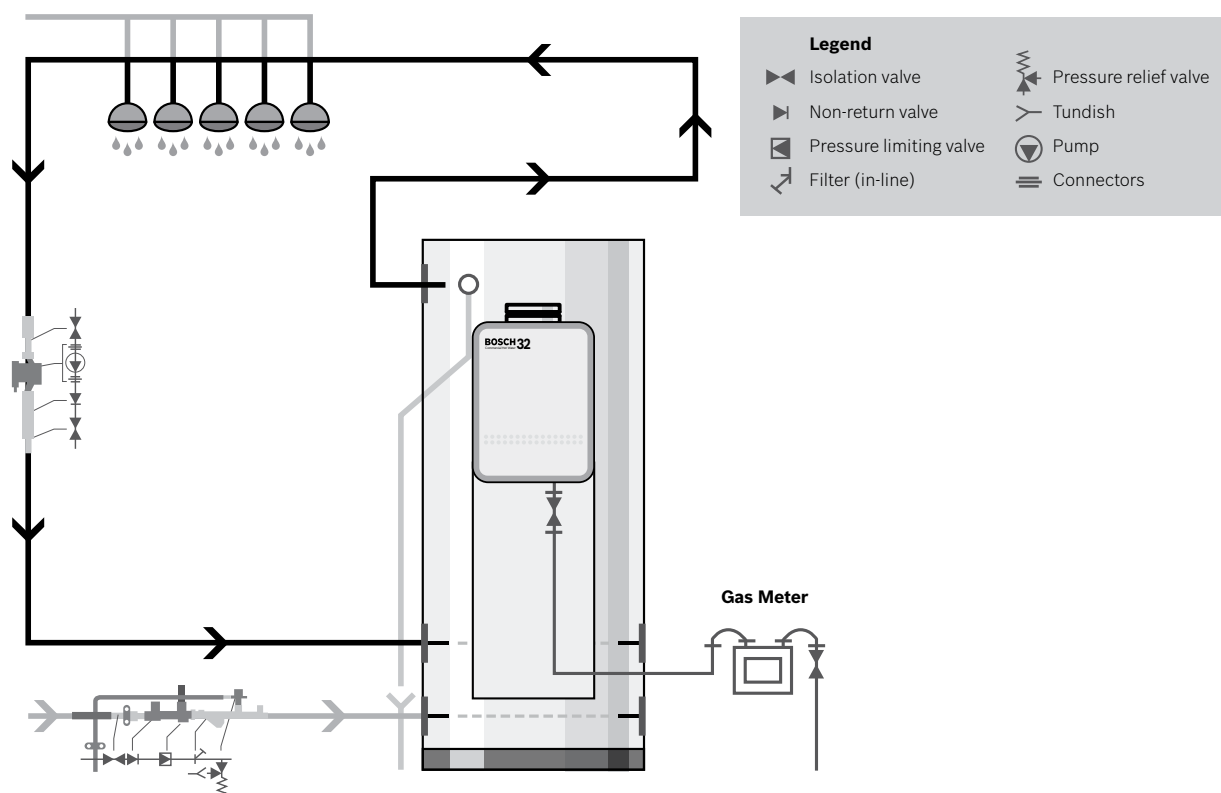 Legend
Isolation valve
Non-return valve
Pressure limiting valve
Filter (in-line)
Pressure relief valve
Tundish
Pump
Connectors
BOSCH 32
Gas Meter